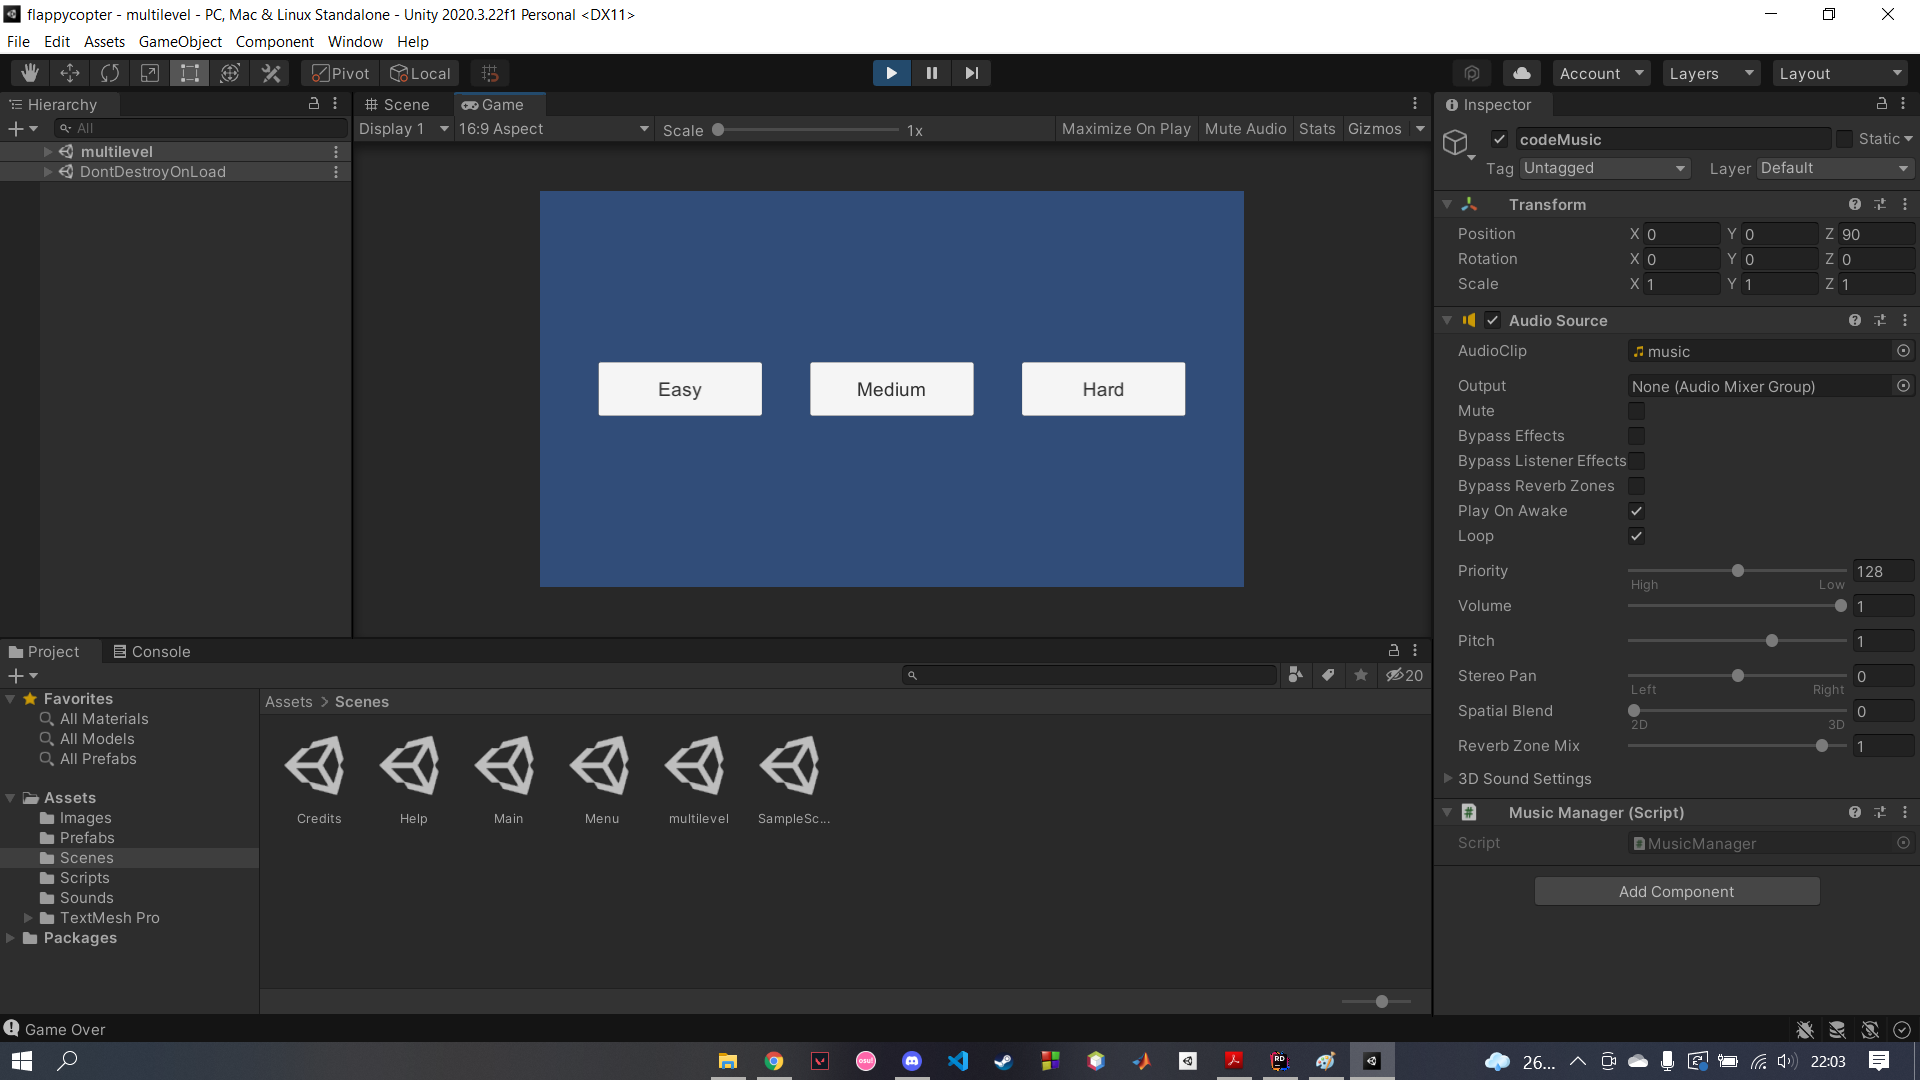 flappycopter - multilevel - PC, Mac & Linux Standalone - Unity 2020.3.22f1 Personal <DX11>
File Edit Assets GameObject Component Window Help
Pivot Local Account Layers Layout
Hierarchy
All
multilevel
DontDestroyOnLoad
Scene Game
Display 1 16:9 Aspect Scale 1x Maximize On Play Mute Audio Stats Gizmos
Easy Medium Hard
Inspector
codeMusic Static
Tag Untagged Layer Default
Transform
Position X 0 Y 0 Z 90
Rotation X 0 Y 0 Z 0
Scale X 1 Y 1 Z 1
Audio Source
AudioClip music
Output None (Audio Mixer Group)
Mute
Bypass Effects
Bypass Listener Effects
Bypass Reverb Zones
Play On Awake
Loop
Priority 128
High Low
Volume 1
Pitch 1
Stereo Pan 0
Left Right
Spatial Blend 0
2D 3D
Reverb Zone Mix 1
3D Sound Settings
Music Manager (Script)
Script MusicManager
Add Component
Project Console
20
Favorites
All Materials
All Models
All Prefabs
Assets
Images
Prefabs
Scenes
Scripts
Sounds
TextMesh Pro
Packages
Assets > Scenes
Credits Help Main Menu multilevel SampleSc...
Game Over
osu! RD 26... 22:03